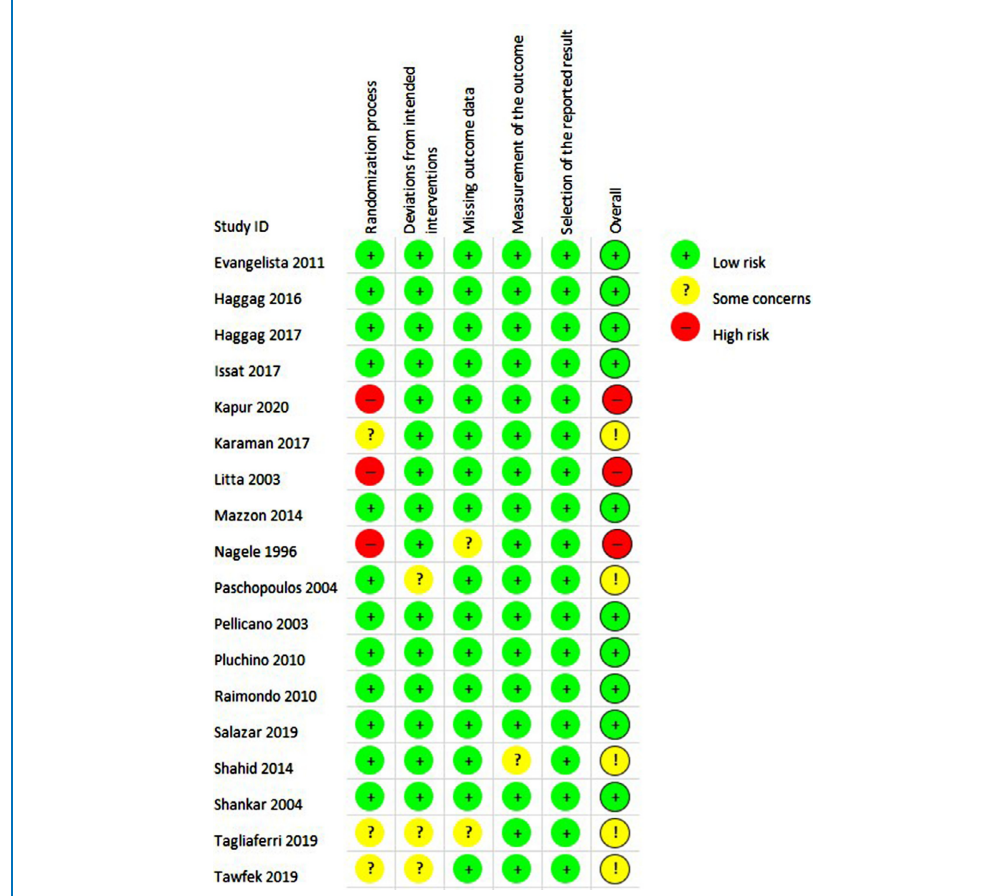 Randomization process
Deviations from intended
interventions
Missing outcome data
Measurement of the outcome
Selection of the reported result
Overall
Study ID
Evangelista 2011 + + + + + +
Haggag 2016 + + + + + +
Haggag 2017 + + + + + +
Issat 2017 + + + + + +
Kapur 2020 − + + + + −
Karaman 2017 ? + + + + !
Litta 2003 − + + + + −
Mazzon 2014 + + + + + +
Nagele 1996 − + ? + + −
Paschopoulos 2004 + ? + + + !
Pellicano 2003 + + + + + +
Pluchino 2010 + + + + + +
Raimondo 2010 + + + + + +
Salazar 2019 + + + + + +
Shahid 2014 + + + ? + !
Shankar 2004 + + + + + +
Tagliaferri 2019 ? ? ? + + !
Tawfek 2019 ? ? + + + !
+ Low risk
? Some concerns
− High risk